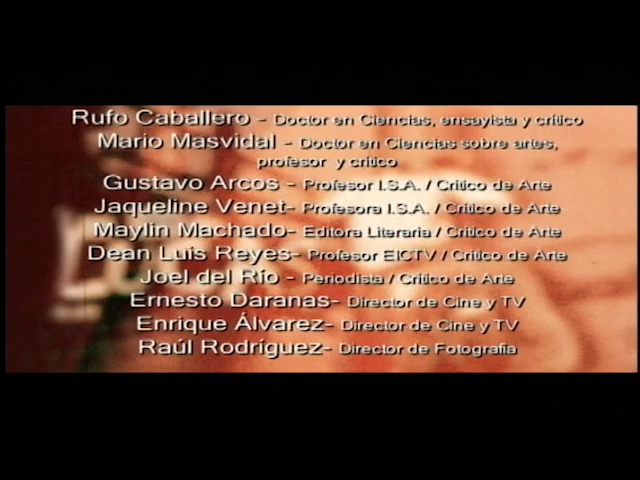 Rufo Caballero - Doctor en Ciencias, ensayista y crítico
Mario Masvidal - Doctor en Ciencias sobre artes,
profesor y crítico
Gustavo Arcos - Profesor I.S.A. / Crítico de Arte
Jaqueline Venet- Profesora I.S.A. / Crítico de Arte
Maylin Machado- Editora Literaria / Crítico de Arte
Dean Luis Reyes- Profesor EICTV / Crítico de Arte
Joel del Río - Periodista / Crítico de Arte
Ernesto Daranas- Director de Cine y TV
Enrique Álvarez- Director de Cine y TV
Raúl Rodríguez- Director de Fotografía